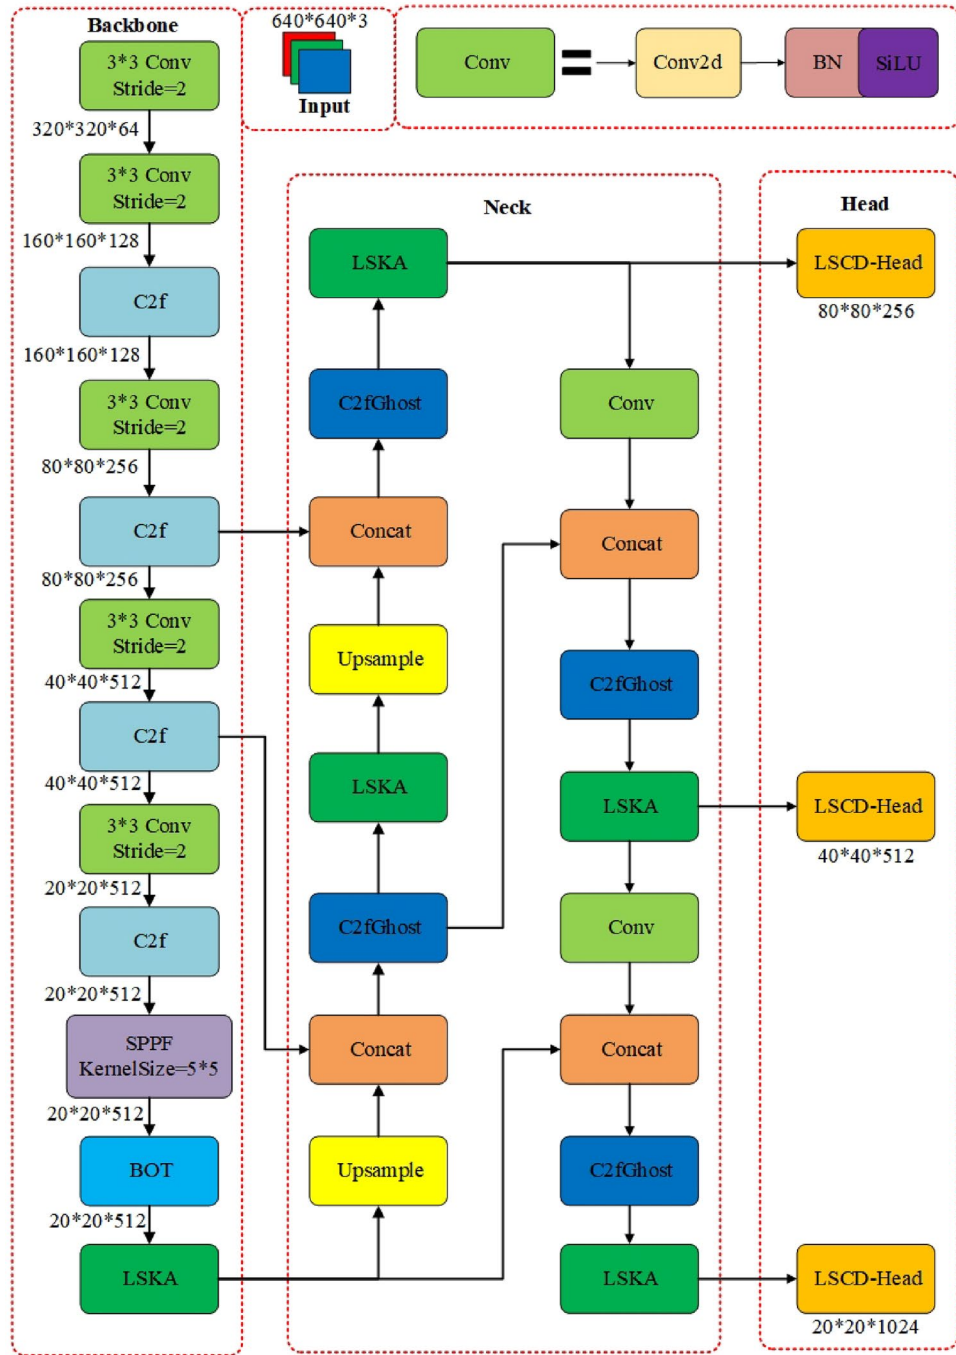 Backbone
3*3 Conv
Stride=2
320*320*64
3*3 Conv
Stride=2
160*160*128
C2f
160*160*128
3*3 Conv
Stride=2
80*80*256
C2f
80*80*256
3*3 Conv
Stride=2
40*40*512
C2f
40*40*512
3*3 Conv
Stride=2
20*20*512
C2f
20*20*512
SPPF
KernelSize=5*5
20*20*512
BOT
20*20*512
LSKA
640*640*3
Input
Conv
=
Conv2d
BN
SiLU
Neck
LSKA
C2fGhost
Concat
Upsample
LSKA
C2fGhost
Concat
Upsample
Conv
Concat
C2fGhost
LSKA
Conv
Concat
C2fGhost
LSKA
Head
LSCD-Head
80*80*256
LSCD-Head
40*40*512
LSCD-Head
20*20*1024